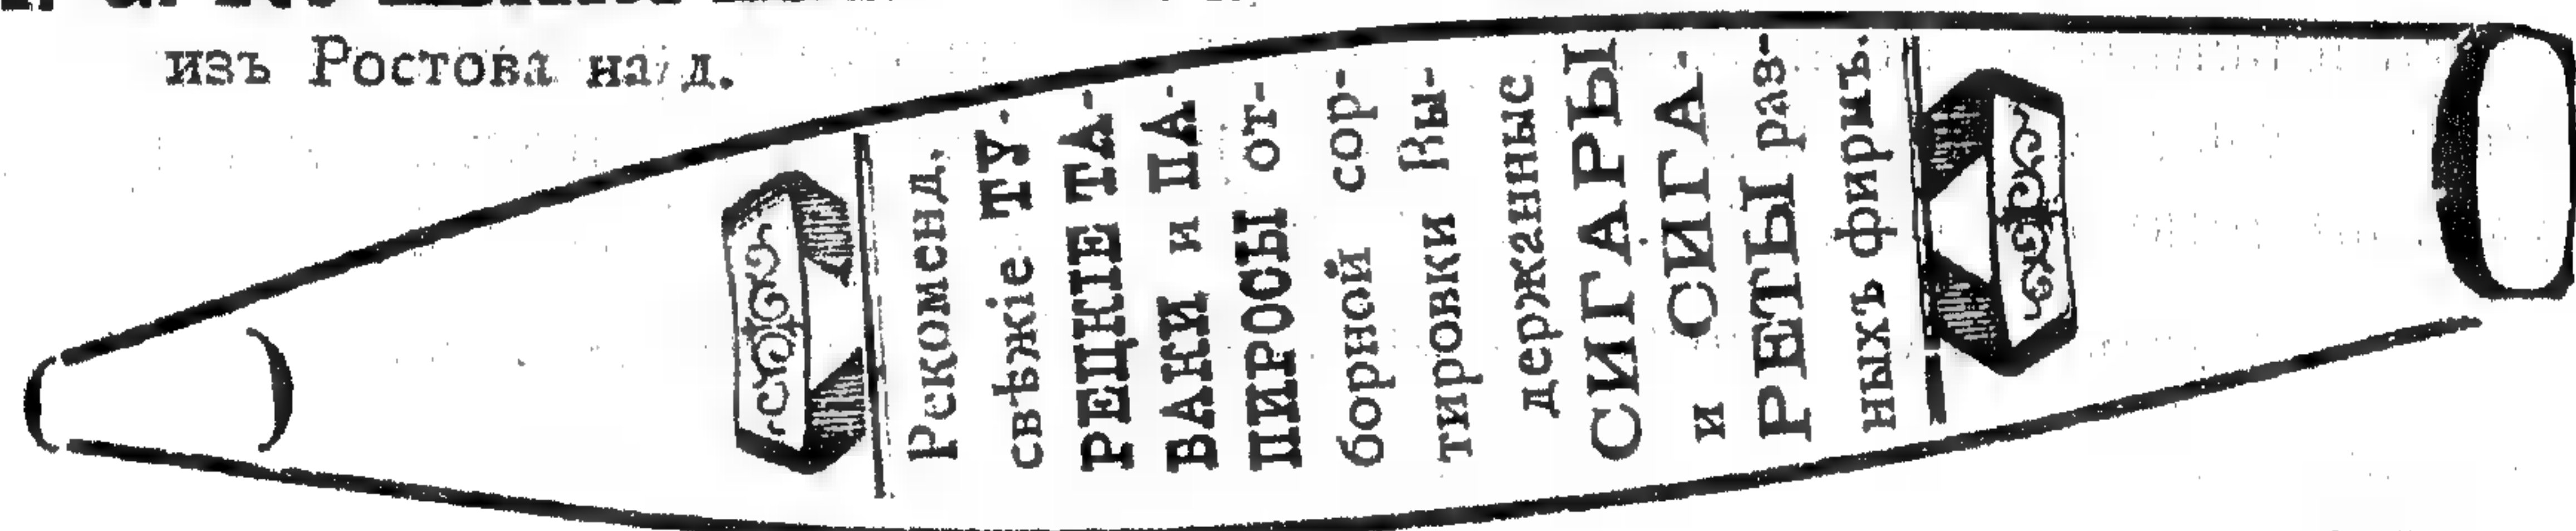 изъ Ростова на/д.
Рекоменд.
свѣжіе ТУ-
РЕЦКІЕ ТА-
БАКИ и ПА-
ПИРОСЫ от-
борной сор-
тировки Вы-
держанные
СИГАРЫ
и СИГА-
РЕТЫ раз-
ныхъ фирмъ.